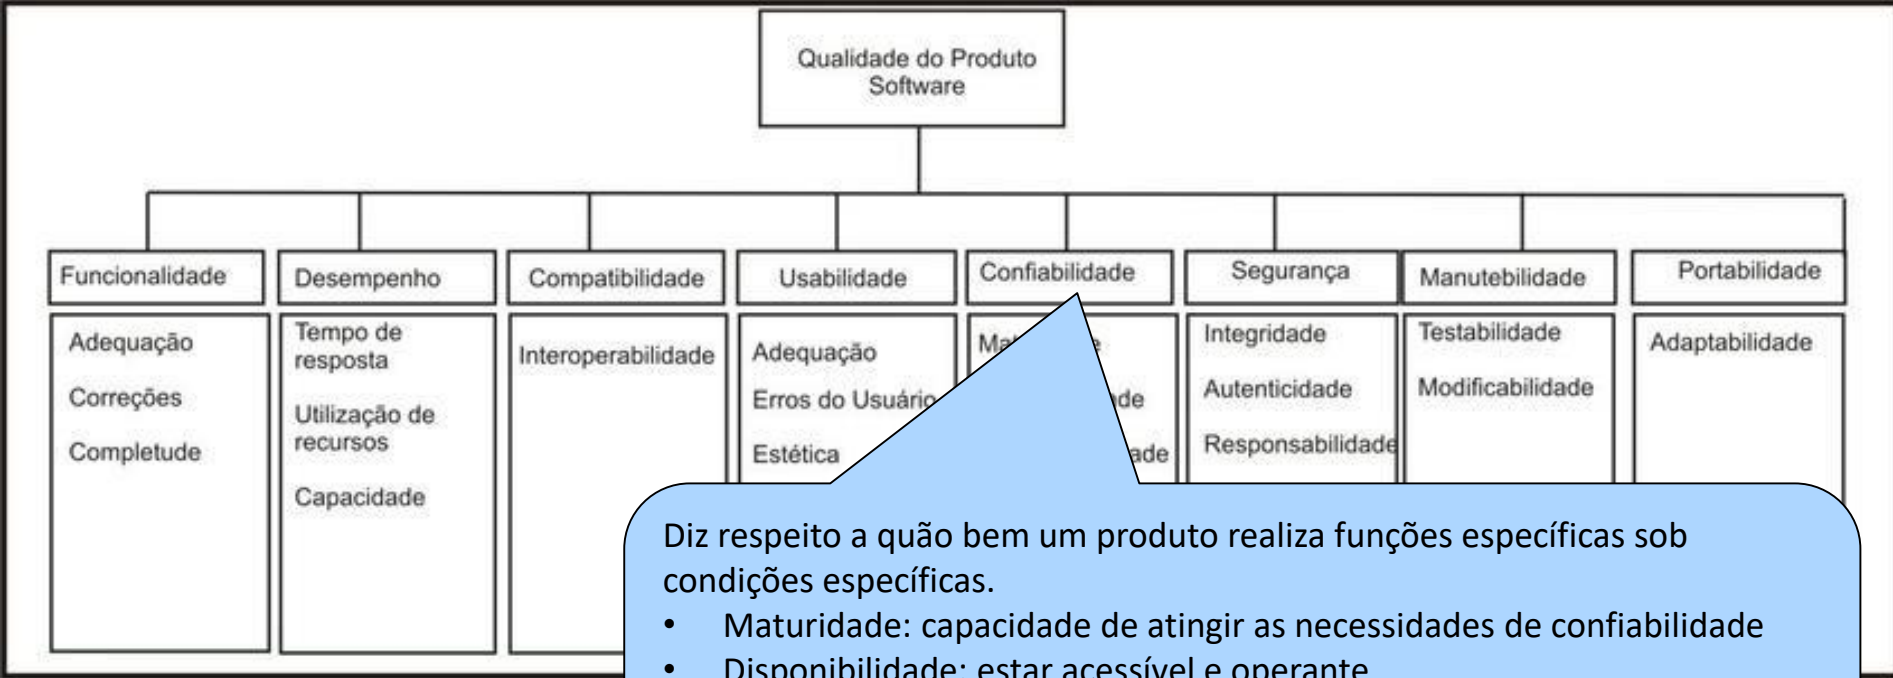 Qualidade do Produto
Software
Funcionalidade
Desempenho
Compatibilidade
Usabilidade
Confiabilidade
Segurança
Manutebilidade
Portabilidade
Adequação
Correções
Completude
Tempo de
resposta
Utilização de
recursos
Capacidade
Interoperabilidade
Adequação
Erros do Usuário
Estética
Integridade
Autenticidade
Responsabilidade
Testabilidade
Modificabilidade
Adaptabilidade
Diz respeito a quão bem um produto realiza funções específicas sob
condições específicas.
• Maturidade: capacidade de atingir as necessidades de confiabilidade
• Disponibilidade: estar acessível e operante